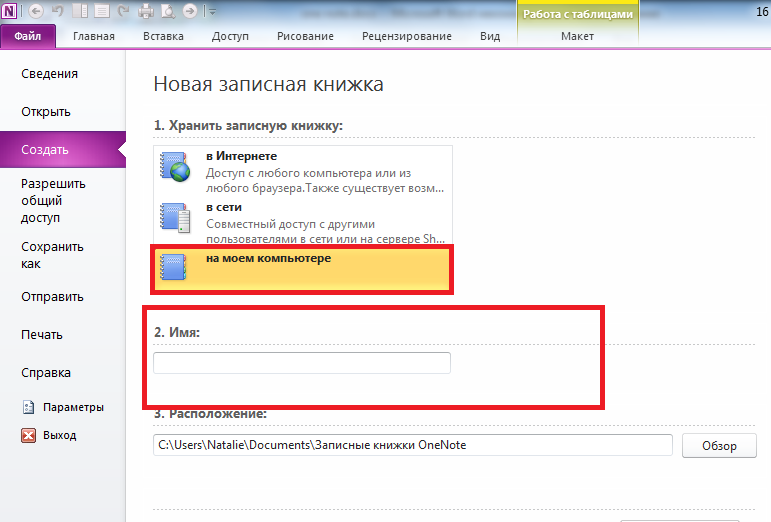 Работа с таблицами
16
Файл
Главная
Вставка
Доступ
Рисование
Рецензирование
Вид
Макет
Сведения
Открыть
Создать
Разрешить
общий
доступ
Сохранить
как
Отправить
Печать
Справка
Параметры
Выход
Новая записная книжка
1. Хранить записную книжку:
в Интернете
Доступ с любого компьютера или из
любого браузера.Также существует возм...
в сети
Совместный доступ с другими
пользователями в сети или на сервере Sh...
на моем компьютере
2. Имя:
3. Расположение:
C:\Users\Natalie\Documents\Записные книжки OneNote
Обзор